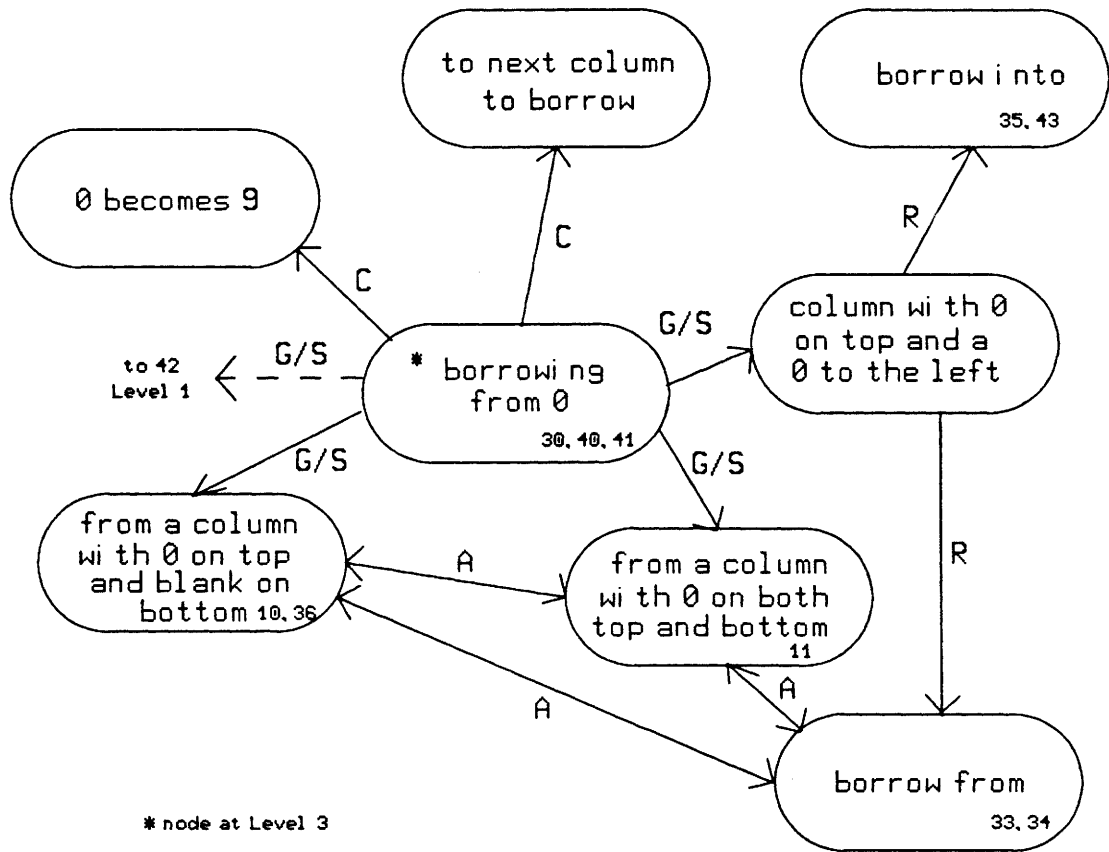 to next column
to borrow
borrow into
35, 43
0 becomes 9
C
C
R
column with 0
on top and a
0 to the left
G/S
G/S
to 42
Level 1
* borrowing
from 0
30, 40, 41
G/S
G/S
from a column
with 0 on top
and blank on
bottom 10, 36
A
from a column
with 0 on both
top and bottom
11
R
A
A
borrow from
33, 34
* node at Level 3